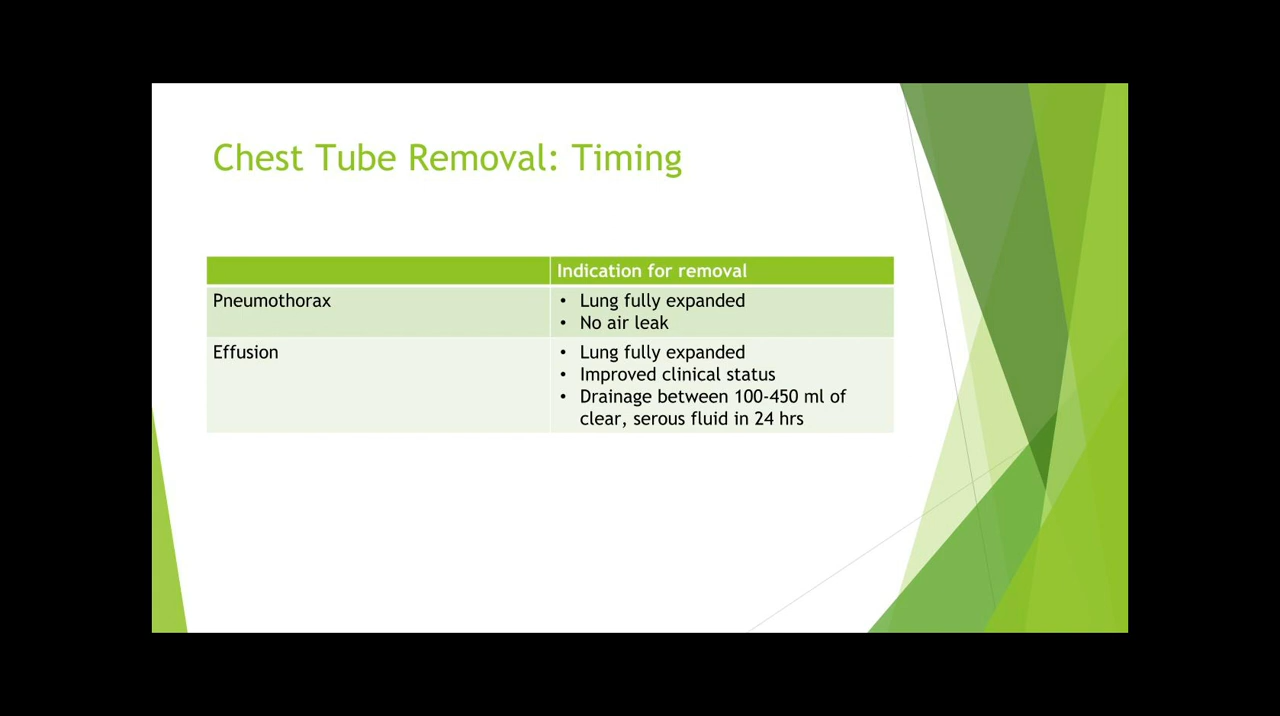 Chest Tube Removal: Timing
Indication for removal
Pneumothorax
• Lung fully expanded
• No air leak
Effusion
• Lung fully expanded
• Improved clinical status
• Drainage between 100-450 ml of
clear, serous fluid in 24 hrs